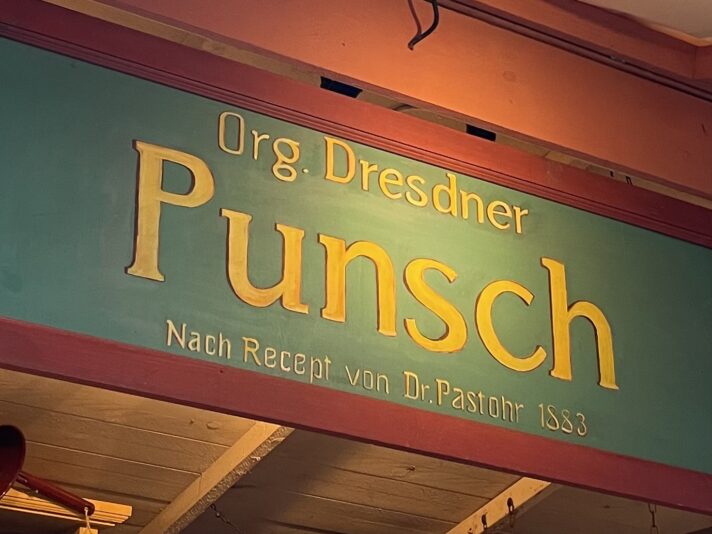 Org. Dresdner
Punsch
Nach Recept von Dr. Pastohr 1883